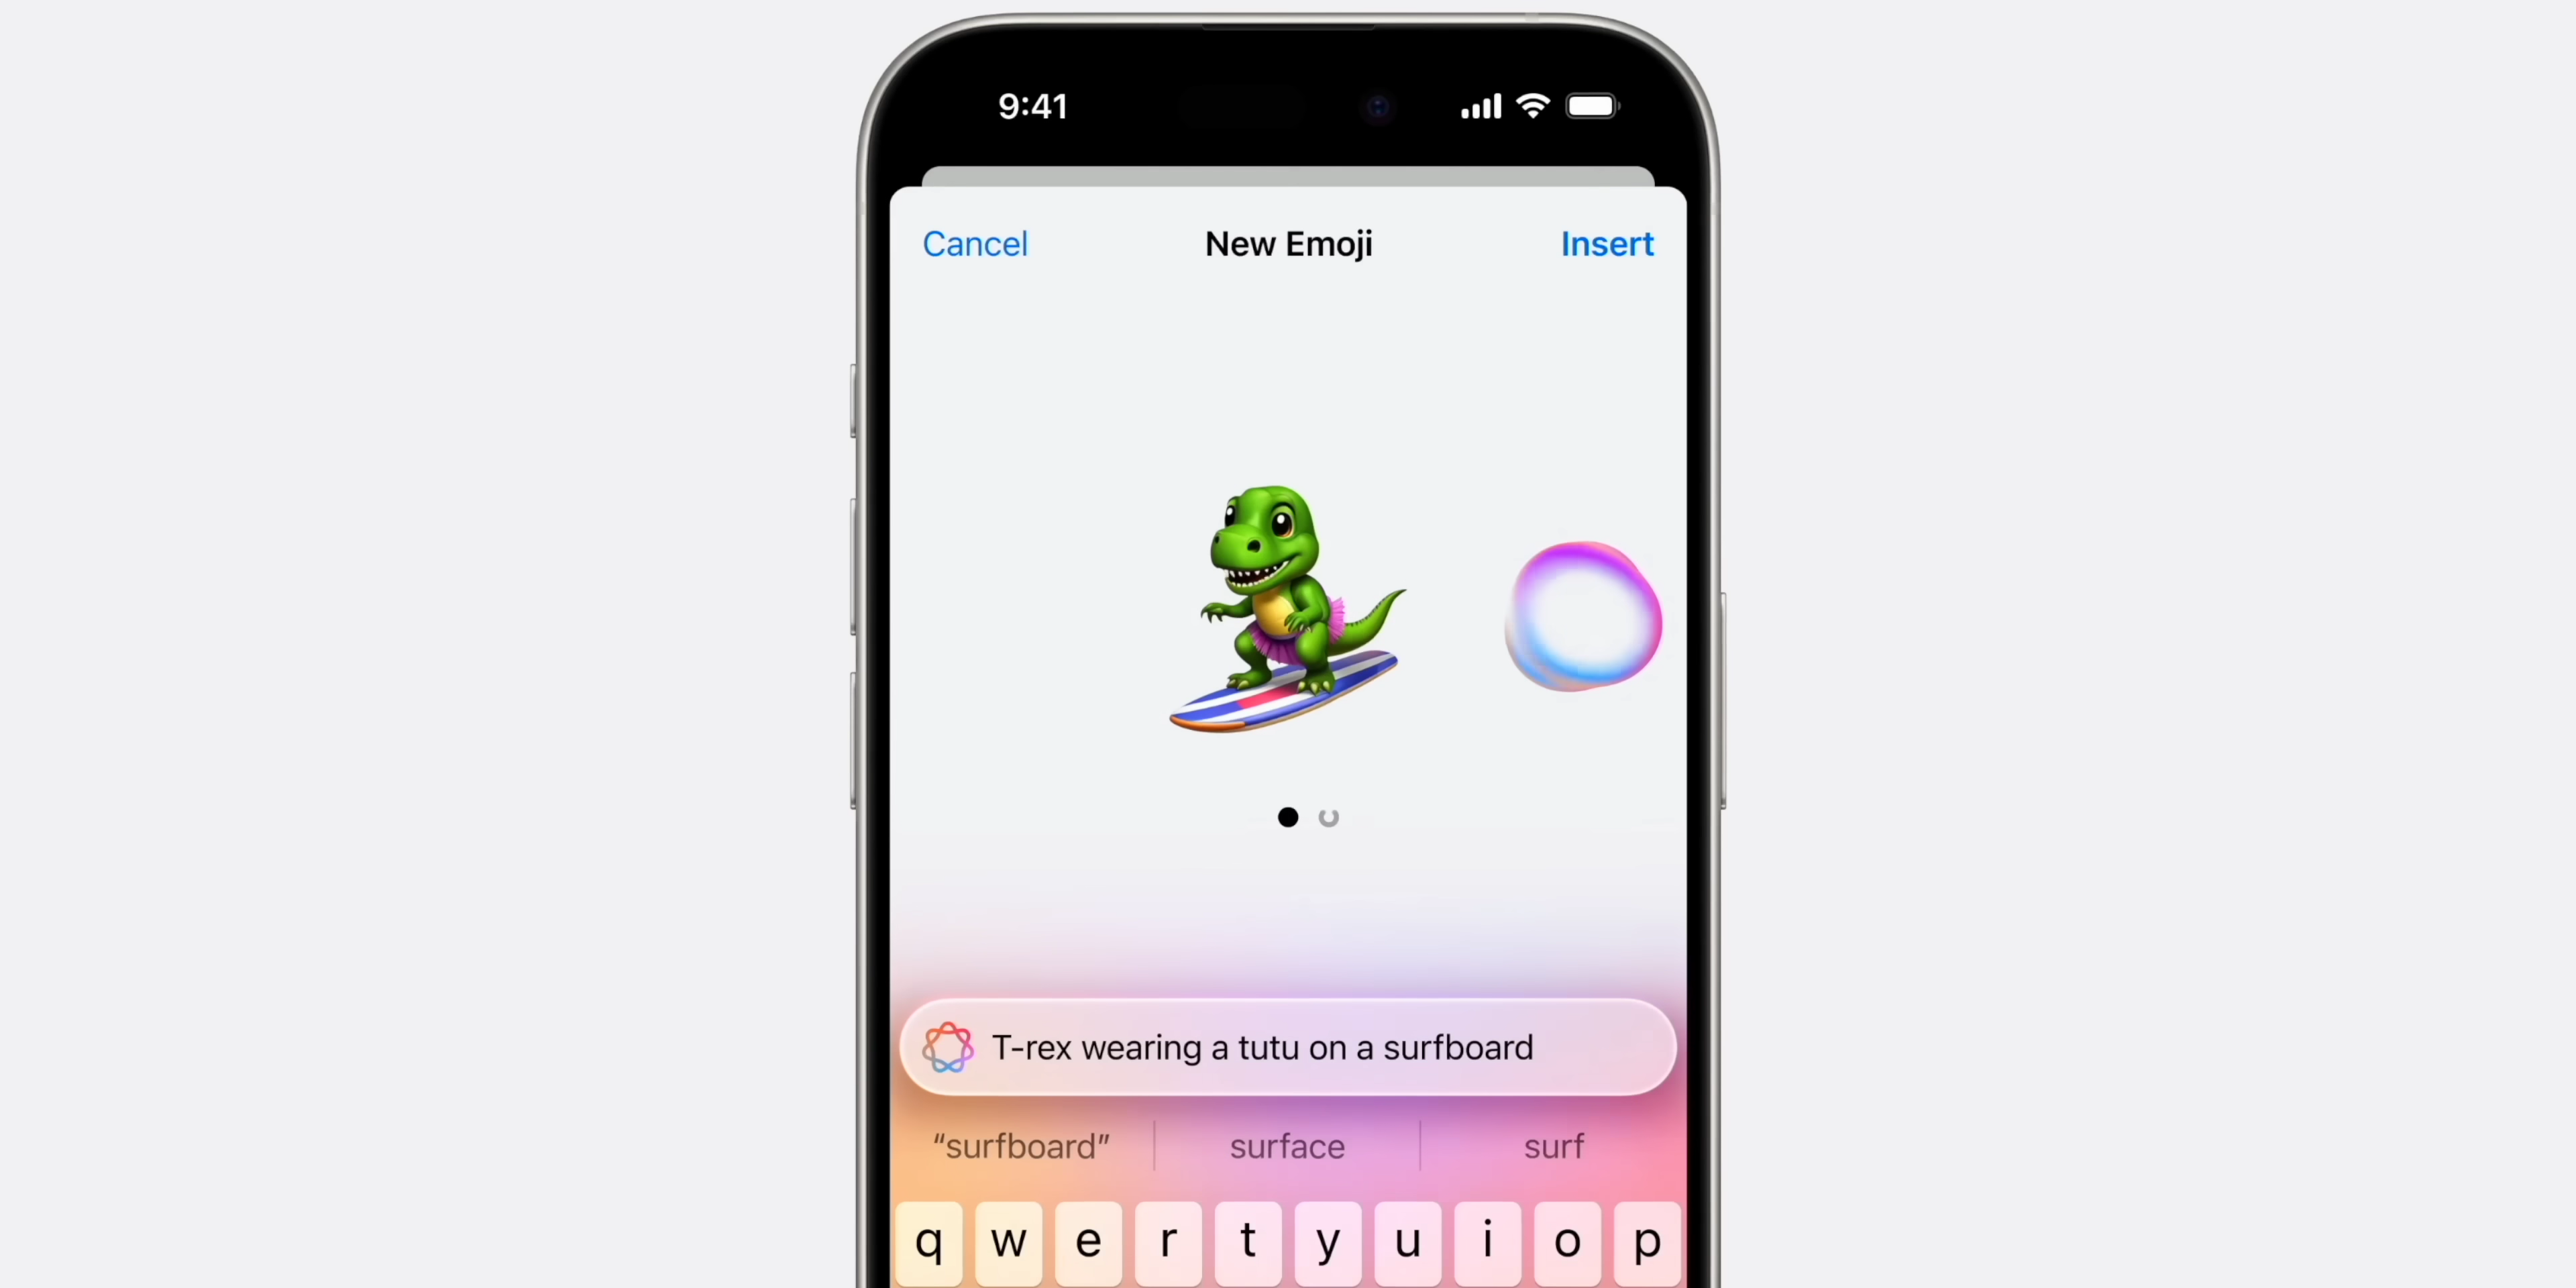 9:41
Cancel New Emoji Insert
T-rex wearing a tutu on a surfboard
“surfboard” surface surf
q w e r t y u i o p